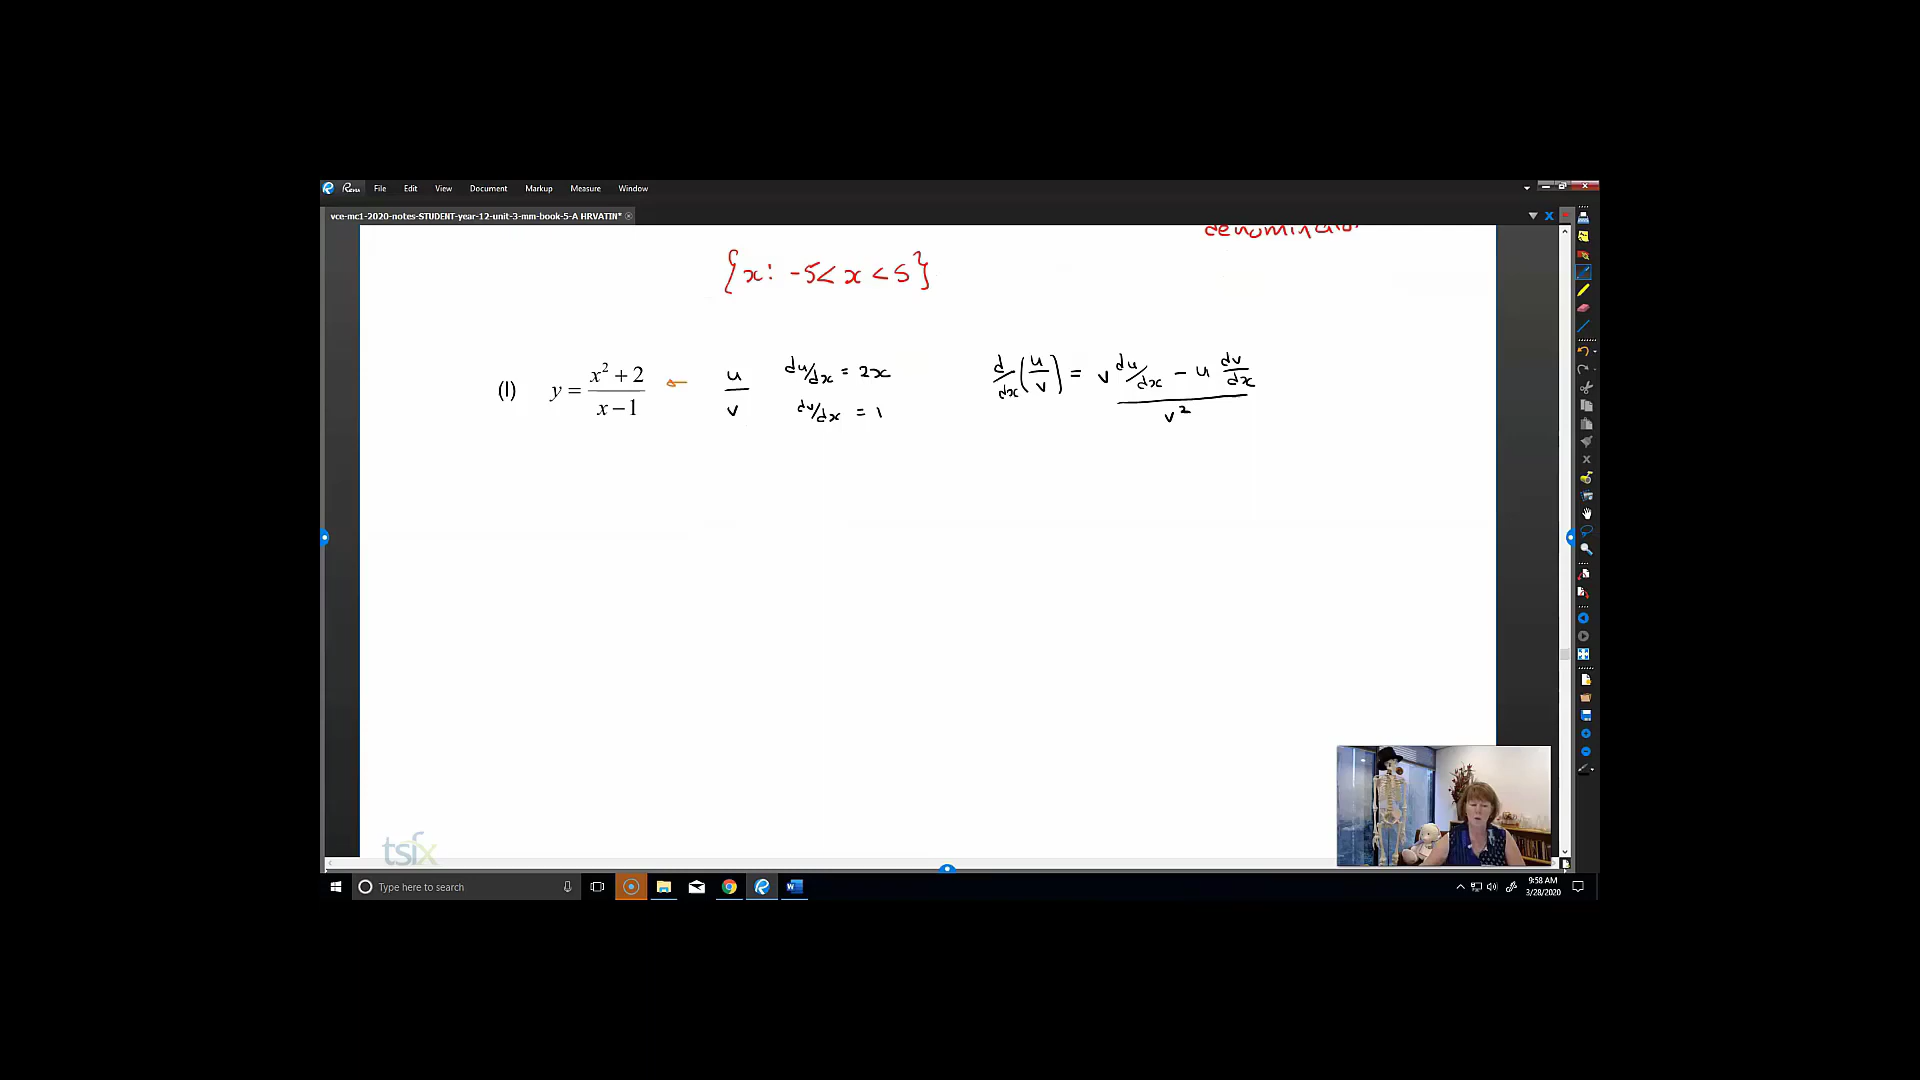 Revu File Edit View Document Markup Measure Window
vce-mc1-2020-notes-STUDENT-year-12-unit-3-mm-book-5-A HRVATIN*
denominator
{x: -5 < x < 5}
(l) y = (x² + 2)/(x − 1) ← u/v du/dx = 2x dv/dx = 1 d/dx (u/v) = (v du/dx − u dv/dx)/v²
tsfx
Type here to search
9:58 AM
3/28/2020